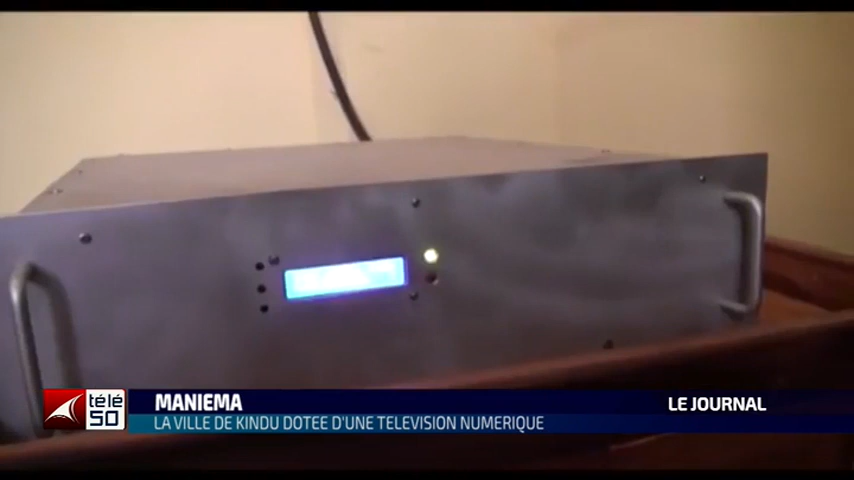 télé
50
MANIEMA
LE JOURNAL
LA VILLE DE KINDU DOTEE D'UNE TELEVISION NUMERIQUE